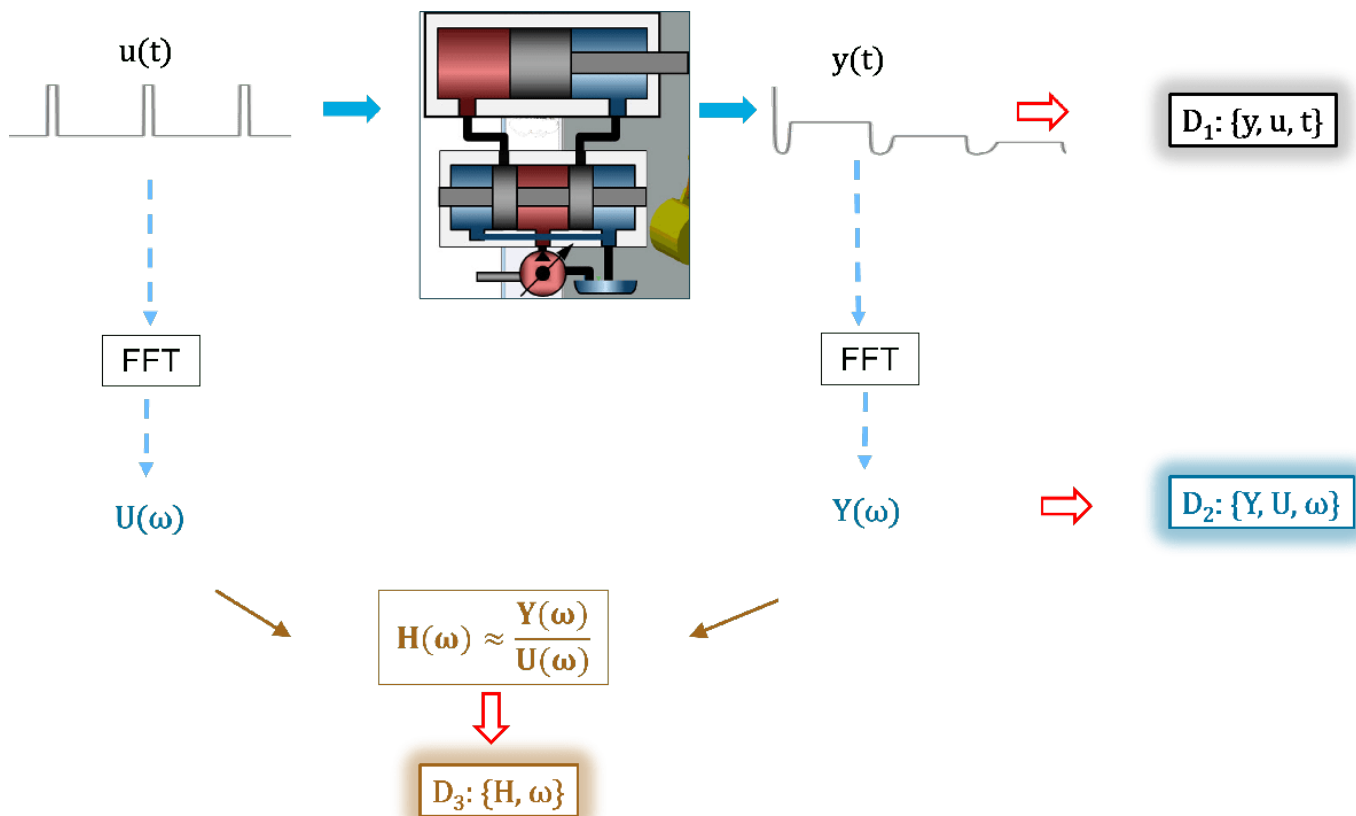 u(t)
y(t)
D₁: {y, u, t}
FFT
FFT
U(ω)
Y(ω)
D₂: {Y, U, ω}
H(ω) ≈ Y(ω)
U(ω)
D₃: {H, ω}